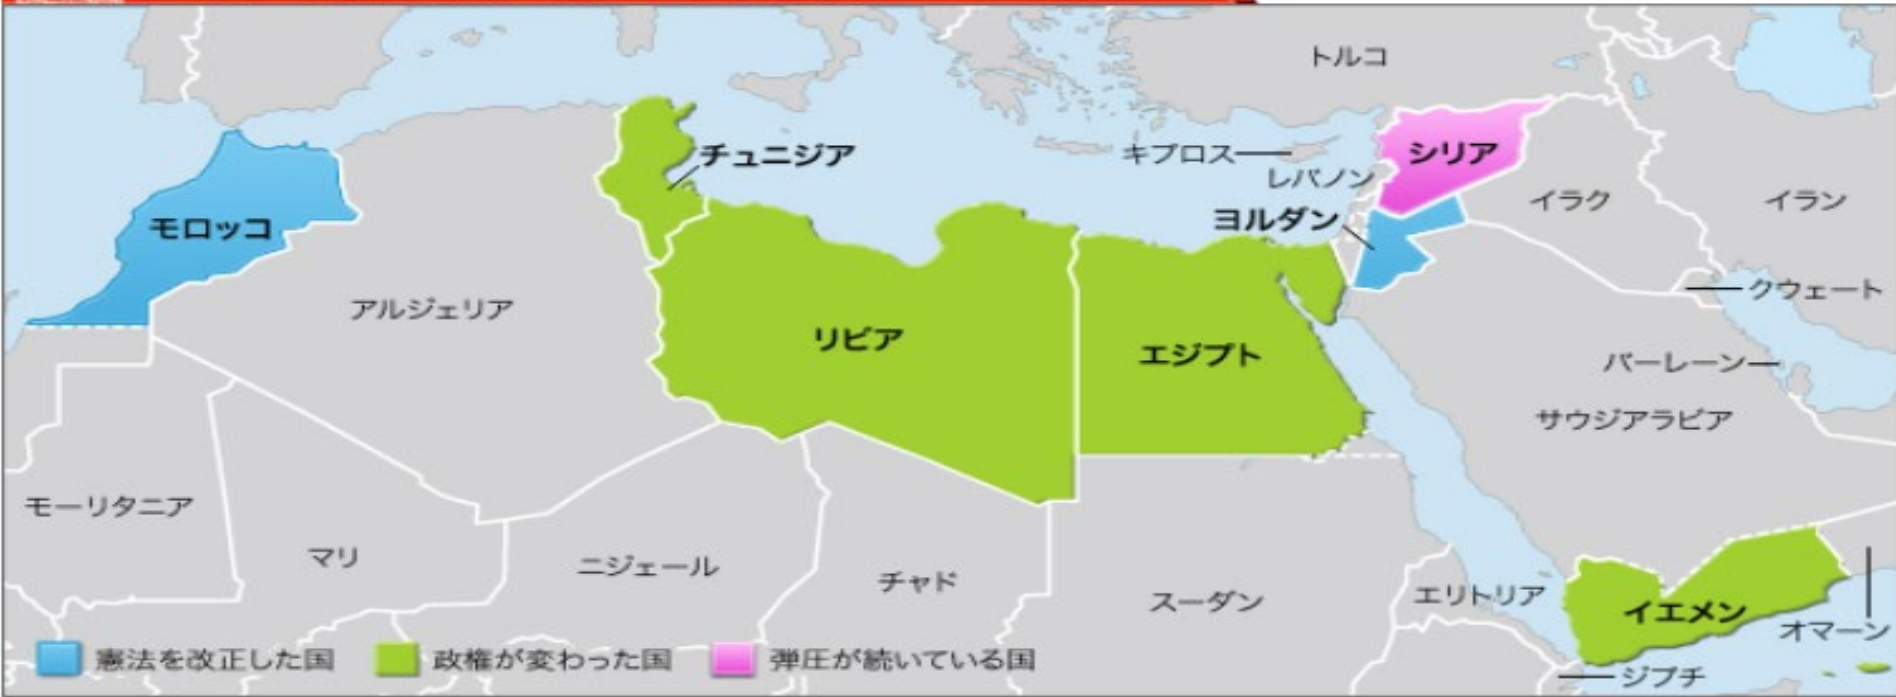 トルコ
チュニジア
キプロス
シリア
レバノン
イラク
イラン
モロッコ
ヨルダン
クウェート
アルジェリア
リビア
エジプト
バーレーン
サウジアラビア
モーリタニア
マリ
ニジェール
チャド
スーダン
エリトリア
イエメン
オマーン
憲法を改正した国
政権が変わった国
弾圧が続いている国
ジブチ